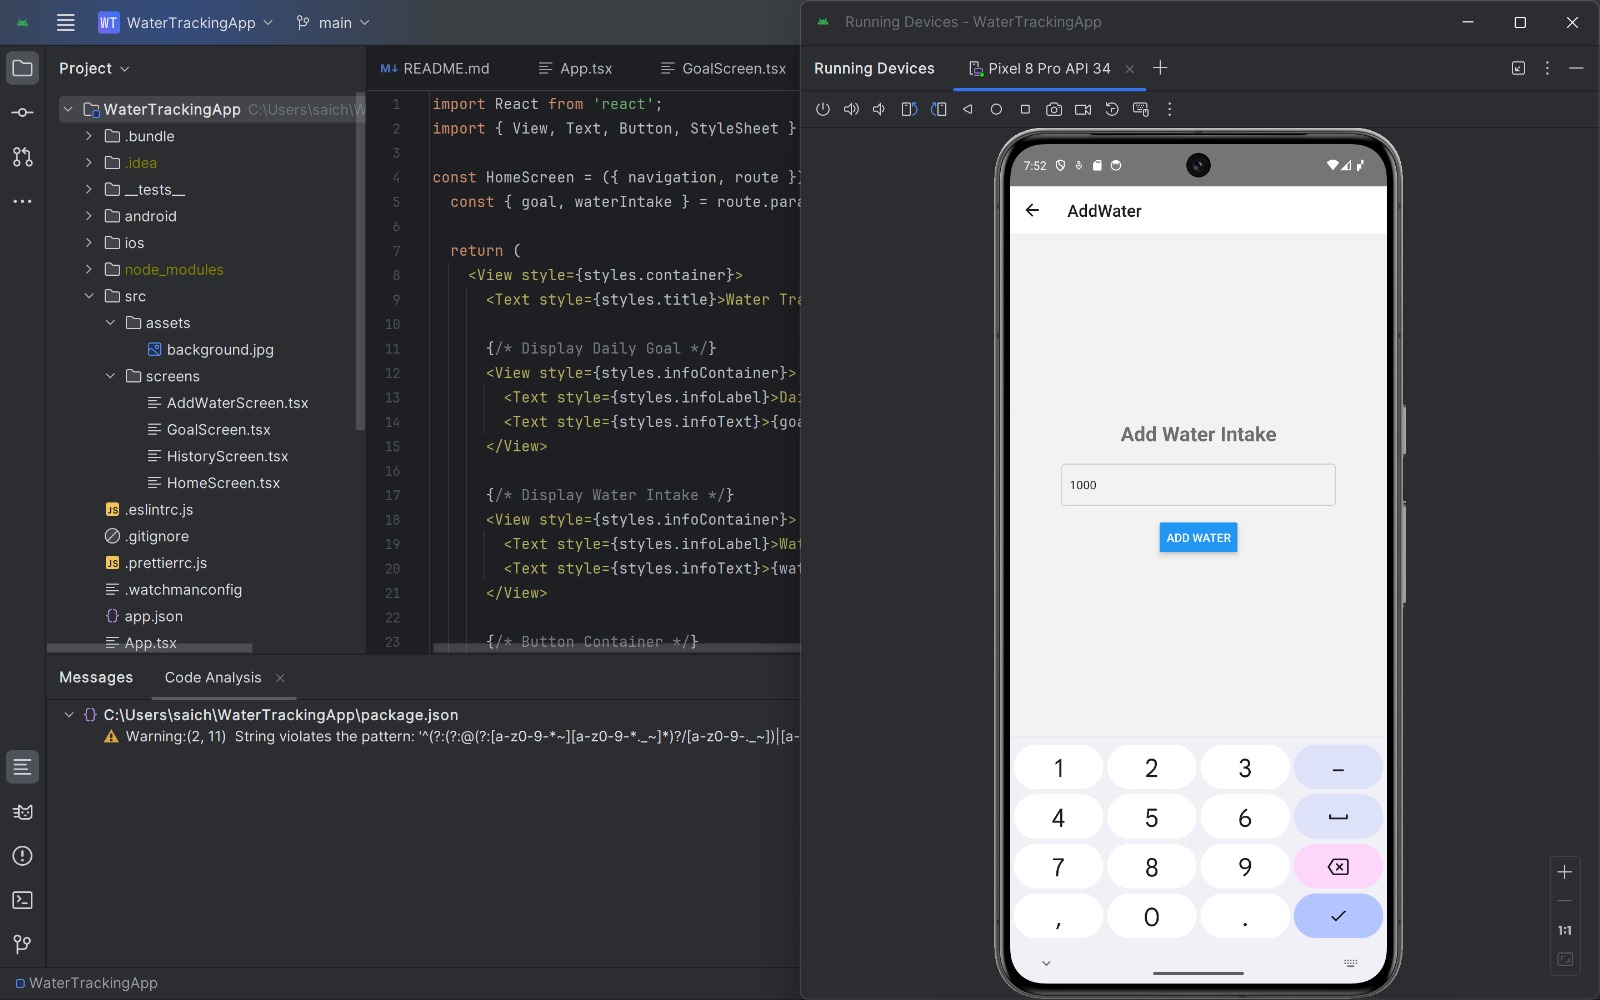 WT WaterTrackingApp main
Running Devices - WaterTrackingApp
Project
WaterTrackingApp C:\Users\saich\W
.bundle
.idea
__tests__
android
ios
node_modules
src
assets
background.jpg
screens
AddWaterScreen.tsx
GoalScreen.tsx
HistoryScreen.tsx
HomeScreen.tsx
JS .eslintrc.js
.gitignore
JS .prettierrc.js
.watchmanconfig
{} app.json
App.tsx
M↓ README.md App.tsx GoalScreen.tsx
1 import React from 'react';
2 import { View, Text, Button, StyleSheet }
3
4 const HomeScreen = ({ navigation, route })
5 const { goal, waterIntake } = route.para
6
7 return (
8 <View style={styles.container}>
9 <Text style={styles.title}>Water Tra
10
11 {/* Display Daily Goal */}
12 <View style={styles.infoContainer}>
13 <Text style={styles.infoLabel}>Dai
14 <Text style={styles.infoText}>{goa
15 </View>
16
17 {/* Display Water Intake */}
18 <View style={styles.infoContainer}>
19 <Text style={styles.infoLabel}>Wat
20 <Text style={styles.infoText}>{wat
21 </View>
22
23 {/* Button Container */}
Messages Code Analysis
{} C:\Users\saich\WaterTrackingApp\package.json
Warning:(2, 11) String violates the pattern: '^(?:(?:@(?:[a-z0-9-*~][a-z0-9-*._~]*)?/[a-z0-9-._~])|[a-
WaterTrackingApp
Running Devices Pixel 8 Pro API 34
7:52
AddWater
Add Water Intake
1000
ADD WATER
1 2 3 –
4 5 6
7 8 9
, 0 .
1:1